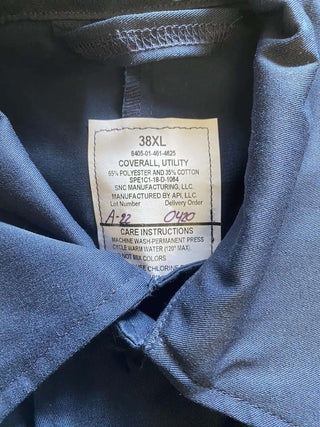 38XL
8405-01-461-4825
COVERALL, UTILITY
65% POLYESTER AND 35% COTTON
SPE1C1-18-D-1064
SNC MANUFACTURING, LLC.
MANUFACTURED BY API, LLC.
Lot Number Delivery Order
A-22 0420
CARE INSTRUCTIONS
MACHINE WASH-PERMANENT PRESS
CYCLE WARM WATER (120° MAX)
NOT MIX COLORS
USE CHLORINE